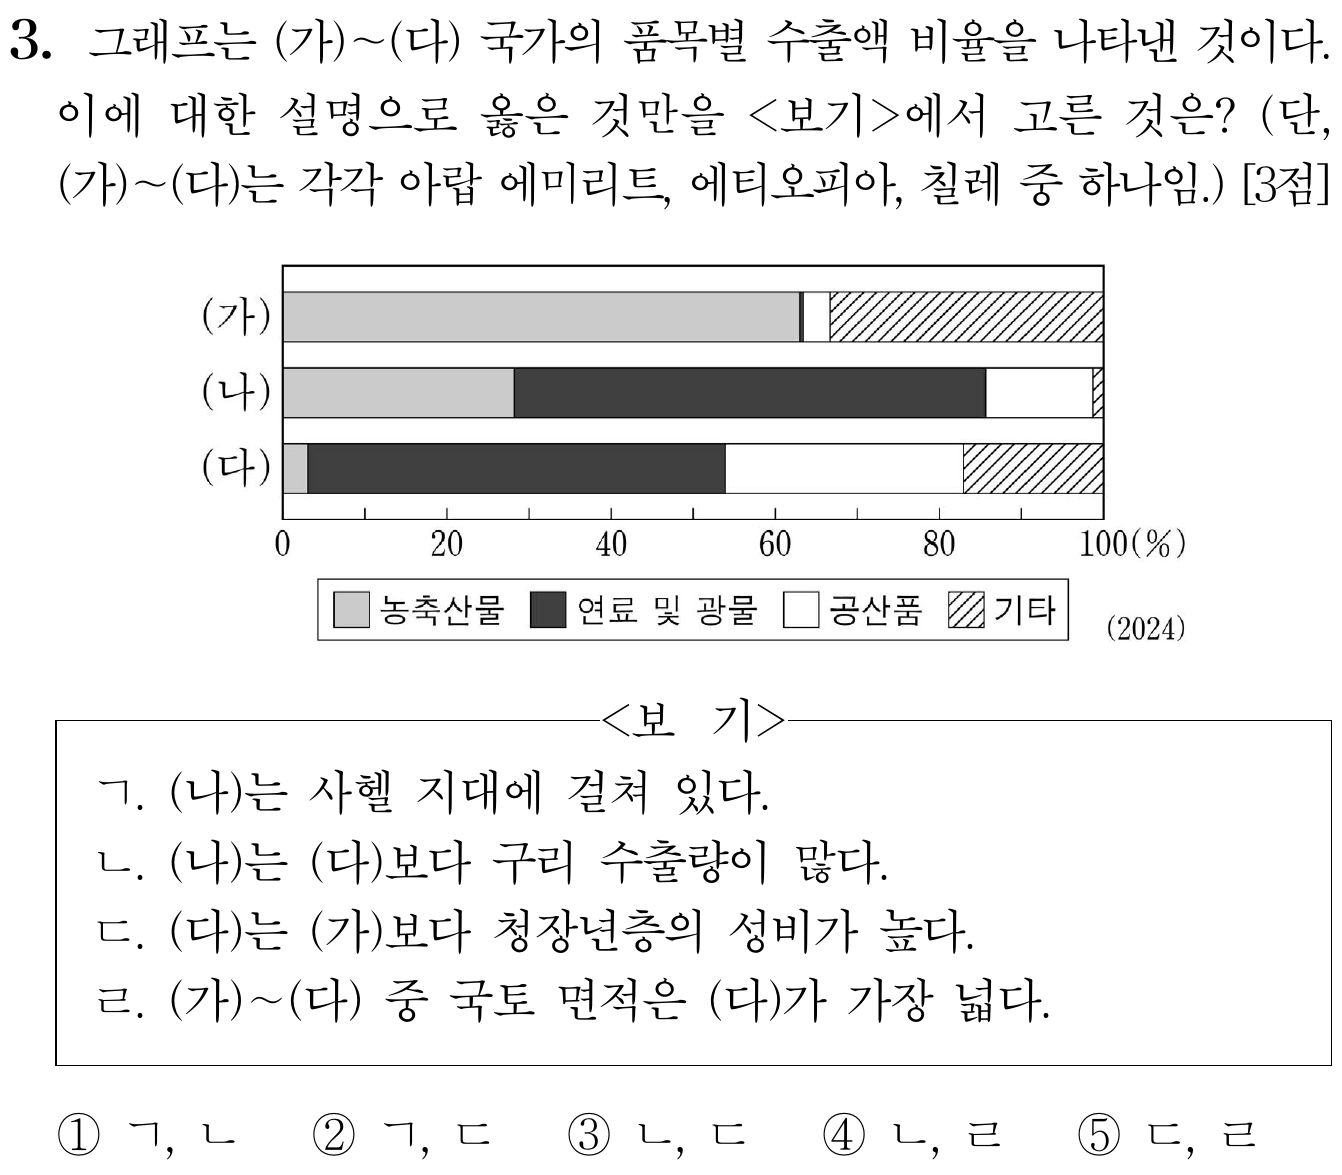 3. 그래프는 (가)~(다) 국가의 품목별 수출액 비율을 나타낸 것이다.
이에 대한 설명으로 옳은 것만을 <보기>에서 고른 것은? (단,
(가)~(다)는 각각 아랍 에미리트, 에티오피아, 칠레 중 하나임.) [3점]
(가)
(나)
(다)
0 20 40 60 80 100(%)
농축산물 연료 및 광물 공산품 기타
(2024)
<보 기>
ㄱ. (나)는 사헬 지대에 걸쳐 있다.
ㄴ. (나)는 (다)보다 구리 수출량이 많다.
ㄷ. (다)는 (가)보다 청장년층의 성비가 높다.
ㄹ. (가)~(다) 중 국토 면적은 (다)가 가장 넓다.
① ㄱ, ㄴ ② ㄱ, ㄷ ③ ㄴ, ㄷ ④ ㄴ, ㄹ ⑤ ㄷ, ㄹ